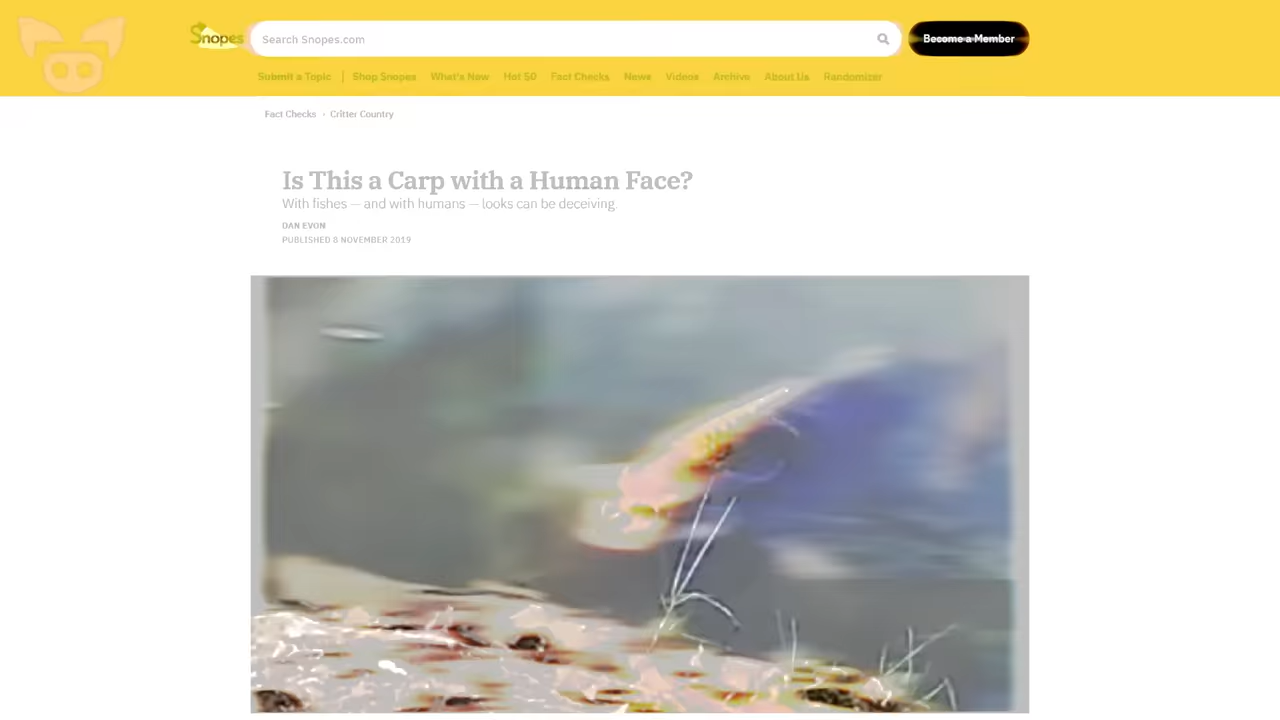 Snopes
Search Snopes.com
Become a Member
Submit a Topic | Shop Snopes What's New Hot 50 Fact Checks News Videos Archive About Us Randomizer
Fact Checks • Critter Country
Is This a Carp with a Human Face?
With fishes — and with humans — looks can be deceiving.
DAN EVON
PUBLISHED 8 NOVEMBER 2019